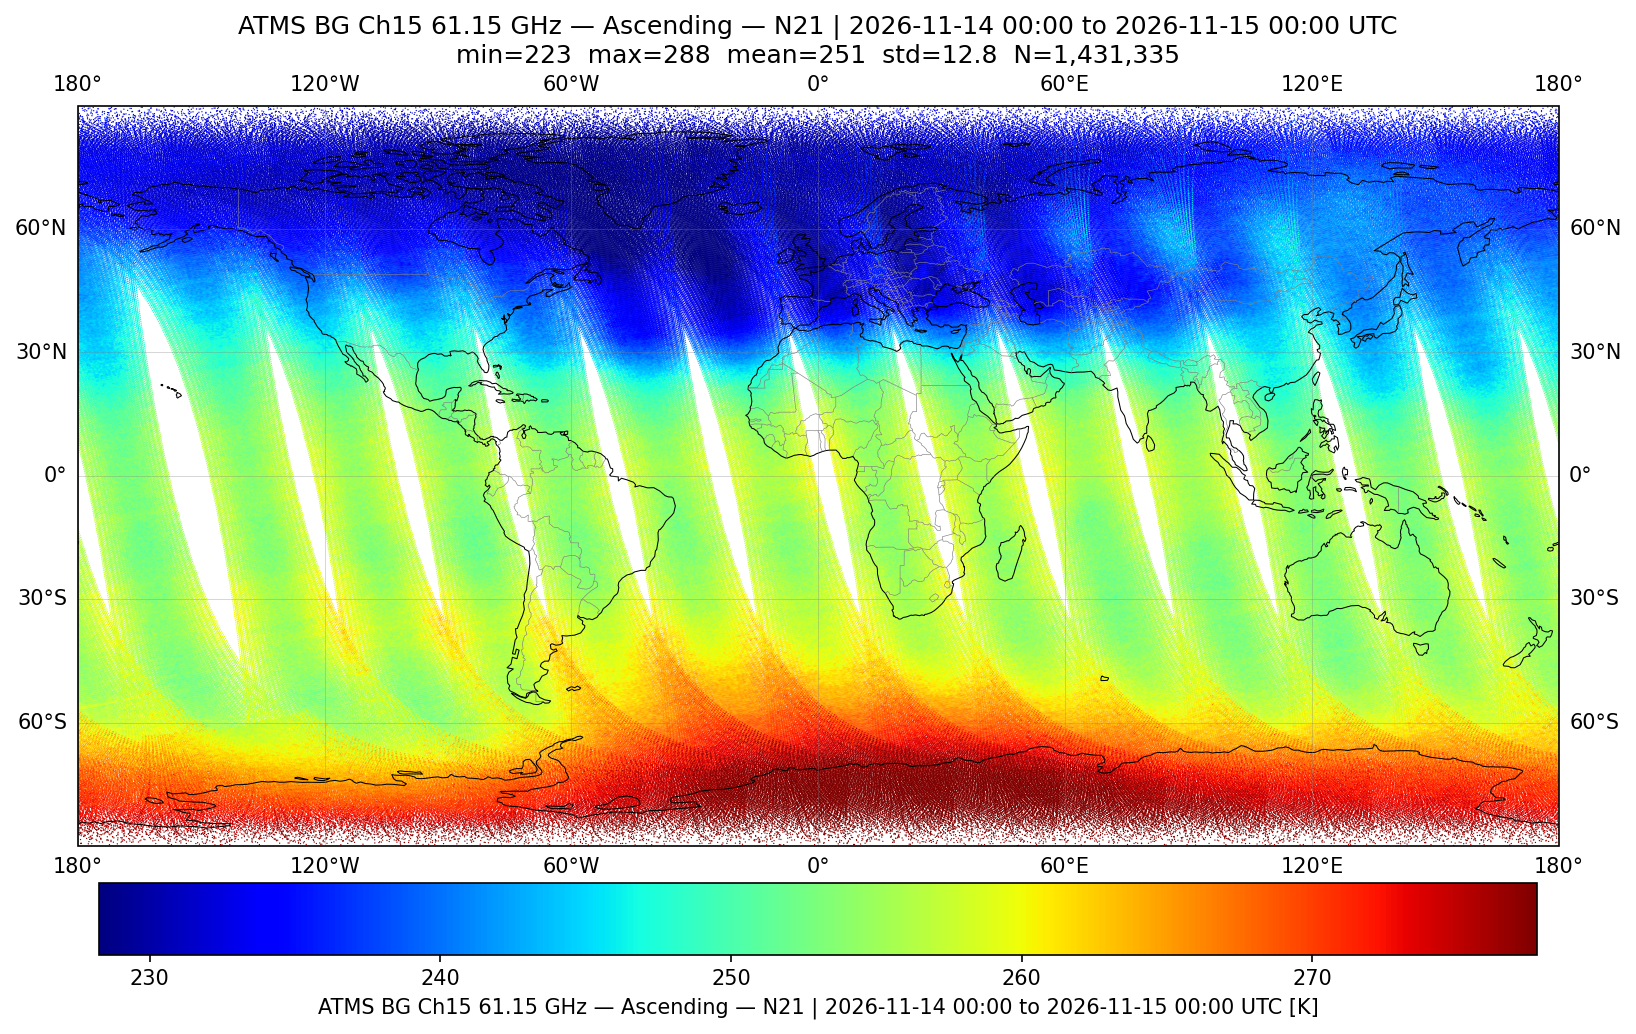 ATMS BG Ch15 61.15 GHz — Ascending — N21 | 2026-11-14 00:00 to 2026-11-15 00:00 UTC
min=223 max=288 mean=251 std=12.8 N=1,431,335
180° 120°W 60°W 0° 60°E 120°E 180°
60°N 60°N
30°N 30°N
0° 0°
30°S 30°S
60°S 60°S
180° 120°W 60°W 0° 60°E 120°E 180°
230 240 250 260 270
ATMS BG Ch15 61.15 GHz — Ascending — N21 | 2026-11-14 00:00 to 2026-11-15 00:00 UTC [K]